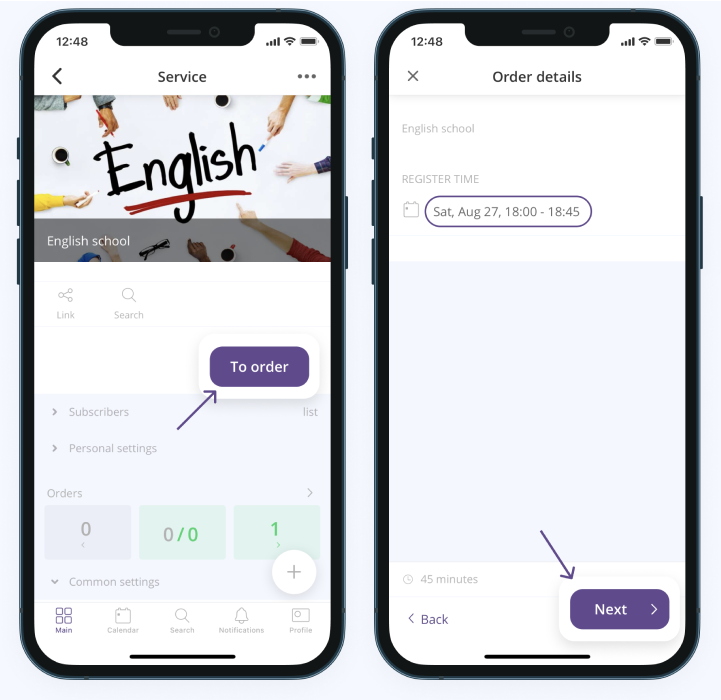 12:48
Service
English
English school
Link
Search
To order
Subscribers
list
Personal settings
Orders
0
0/0
1
Common settings
Main
Calendar
Search
Notifications
Profile
12:48
Order details
English school
REGISTER TIME
Sat, Aug 27, 18:00 - 18:45
45 minutes
Back
Next